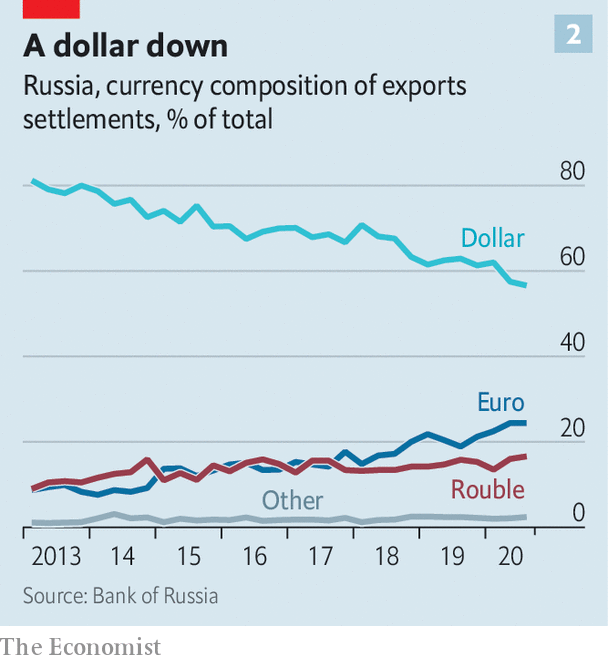 2
A dollar down
Russia, currency composition of exports
settlements, % of total
80
Dollar
60
40
Euro
20
Rouble
Other
0
2013 14 15 16 17 18 19 20
Source: Bank of Russia
The Economist